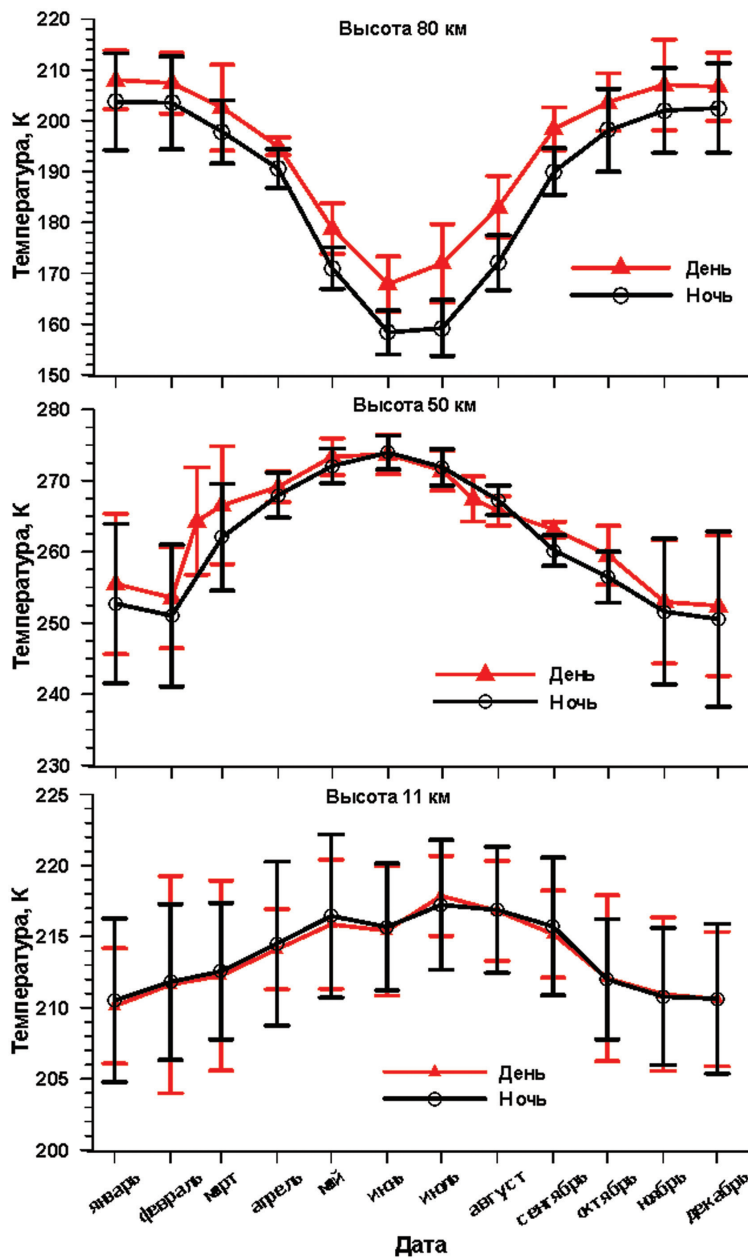 Высота 80 км
220
210
200
190
180
170
160
150
Температура, К
День
Ночь
Высота 50 км
280
270
260
250
240
230
Температура, К
День
Ночь
Высота 11 км
225
220
215
210
205
200
Температура, К
День
Ночь
январь
февраль
март
апрель
май
июнь
июль
август
сентябрь
октябрь
ноябрь
декабрь
Дата